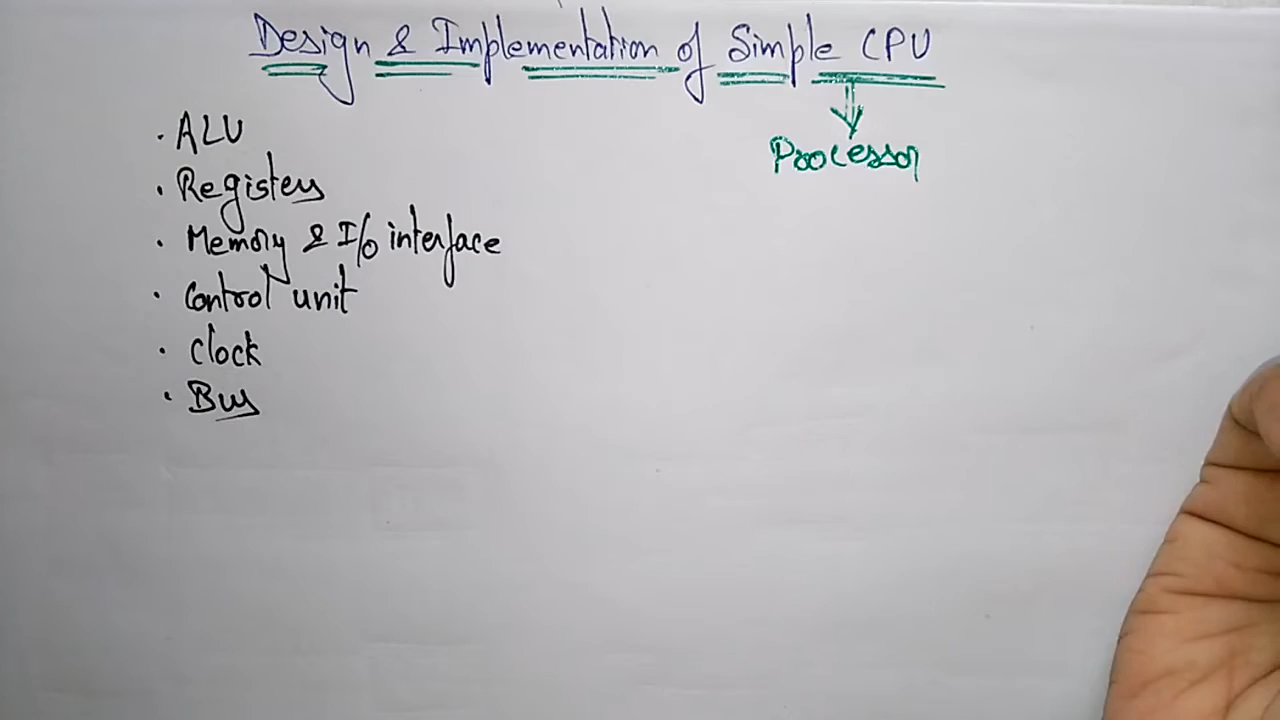 Design & Implementation of Simple CPU
Processor
· ALU
· Registers
· Memory & I/o interface
· Control unit
· Clock
· Bus